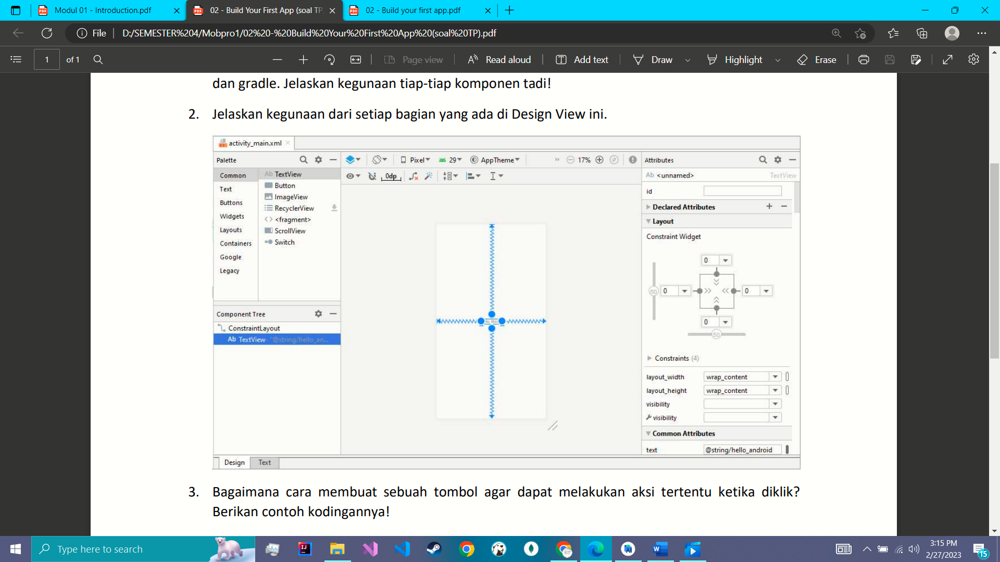 Modul 01 - Introduction.pdf
02 - Build Your First App (soal TP
02 - Build your first app.pdf
File
D:/SEMESTER%204/Mobpro1/02%20-%20Build%20Your%20First%20App%20(soal%20TP).pdf
1 of 1
Page view
Read aloud
Add text
Draw
Highlight
Erase
dan gradle. Jelaskan kegunaan tiap-tiap komponen tadi!
2. Jelaskan kegunaan dari setiap bagian yang ada di Design View ini.
activity_main.xml
Palette
Common
Text
Buttons
Widgets
Layouts
Containers
Google
Legacy
Ab TextView
Button
ImageView
RecyclerView
<> <fragment>
ScrollView
Switch
Component Tree
ConstraintLayout
Ab TextView- "@string/hello_an...
Pixel
29
AppTheme
17%
0dp
Attributes
Ab <unnamed>
TextView
id
Declared Attributes
Layout
Constraint Widget
0
50
0
0
0
50
Constraints (4)
layout_width wrap_content
layout_height wrap_content
visibility
visibility
Common Attributes
text @string/hello_android
Design
Text
3. Bagaimana cara membuat sebuah tombol agar dapat melakukan aksi tertentu ketika diklik?
Berikan contoh kodingannya!
Type here to search
3:15 PM
2/27/2023
15